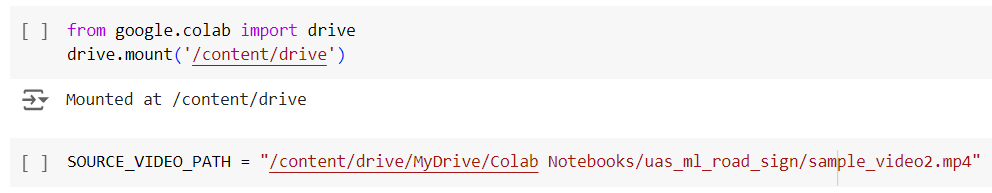 [ ] from google.colab import drive
drive.mount('/content/drive')
Mounted at /content/drive
[ ] SOURCE_VIDEO_PATH = "/content/drive/MyDrive/Colab Notebooks/uas_ml_road_sign/sample_video2.mp4"